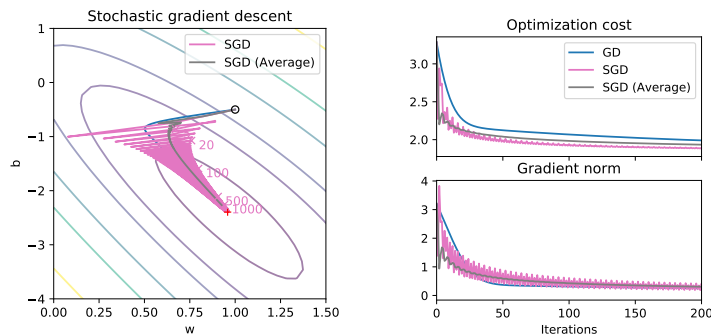 Stochastic gradient descent
1
0
−1
−2
−3
−4
b
0.00 0.25 0.50 0.75 1.00 1.25 1.50
w
SGD
SGD (Average)
20
100
500
1000
Optimization cost
3.0
2.5
2.0
GD
SGD
SGD (Average)
Gradient norm
4
3
2
1
0
0 50 100 150 200
Iterations